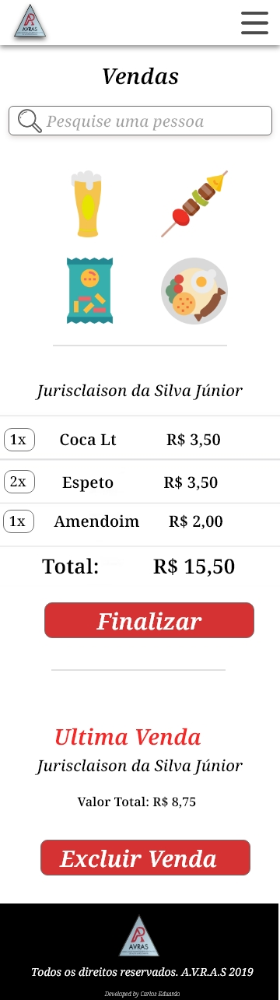 AVRAS
Vendas
Pesquise uma pessoa
Jurisclaison da Silva Júnior
1x Coca Lt R$ 3,50
2x Espeto R$ 3,50
1x Amendoim R$ 2,00
Total: R$ 15,50
Finalizar
Ultima Venda
Jurisclaison da Silva Júnior
Valor Total: R$ 8,75
Excluir Venda
AVRAS
Todos os direitos reservados. A.V.R.A.S 2019
Developed by Carlos Eduardo